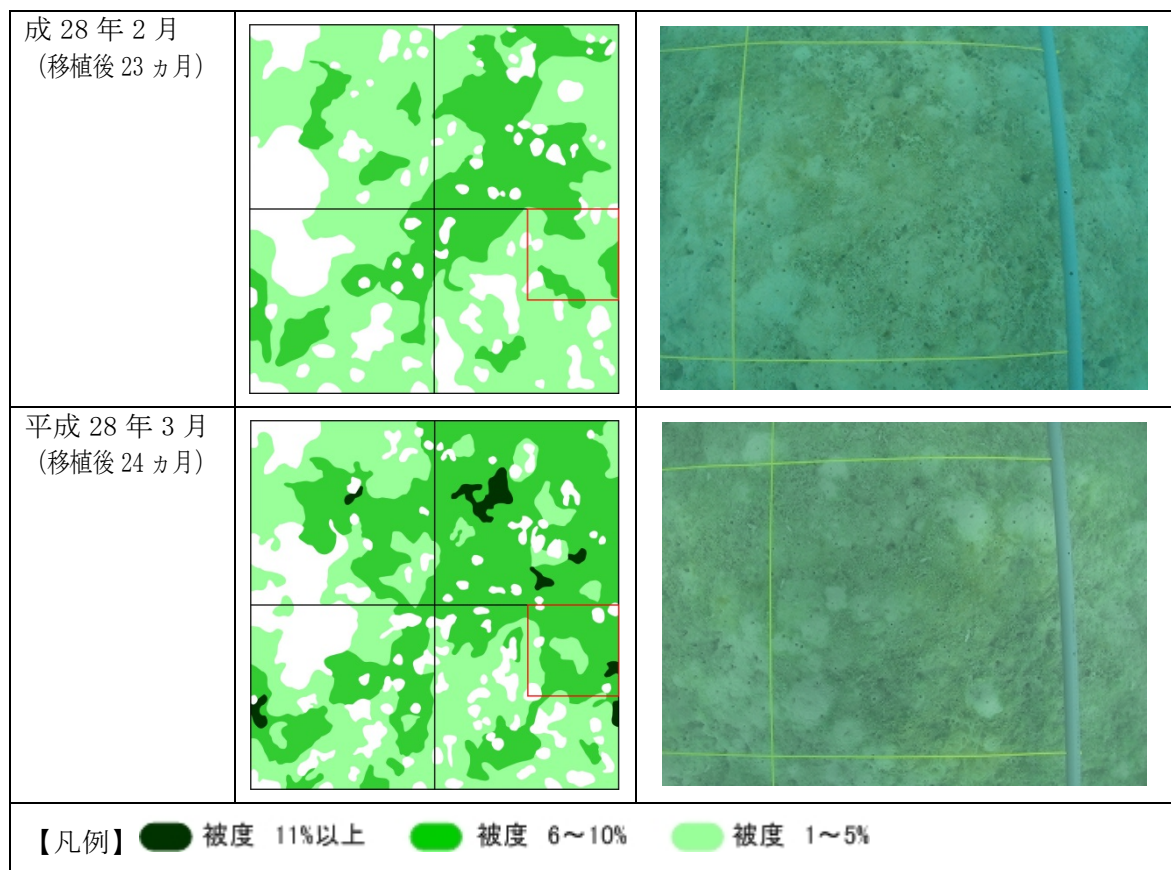 成 28 年 2 月
（移植後 23 ヵ月）
平成 28 年 3 月
（移植後 24 ヵ月）
【凡例】 被度 11%以上 被度 6～10% 被度 1～5%